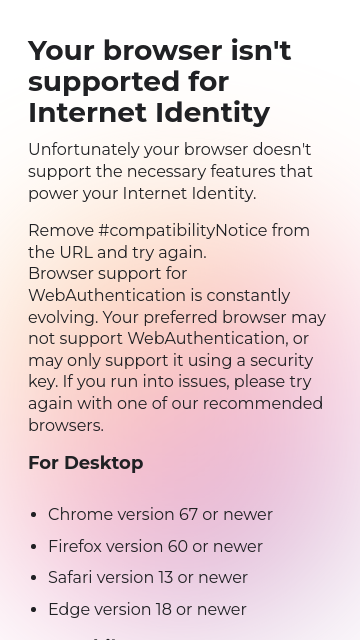 Your browser isn't
supported for
Internet Identity
Unfortunately your browser doesn't
support the necessary features that
power your Internet Identity.
Remove #compatibilityNotice from
the URL and try again.
Browser support for
WebAuthentication is constantly
evolving. Your preferred browser may
not support WebAuthentication, or
may only support it using a security
key. If you run into issues, please try
again with one of our recommended
browsers.
For Desktop
• Chrome version 67 or newer
• Firefox version 60 or newer
• Safari version 13 or newer
• Edge version 18 or newer